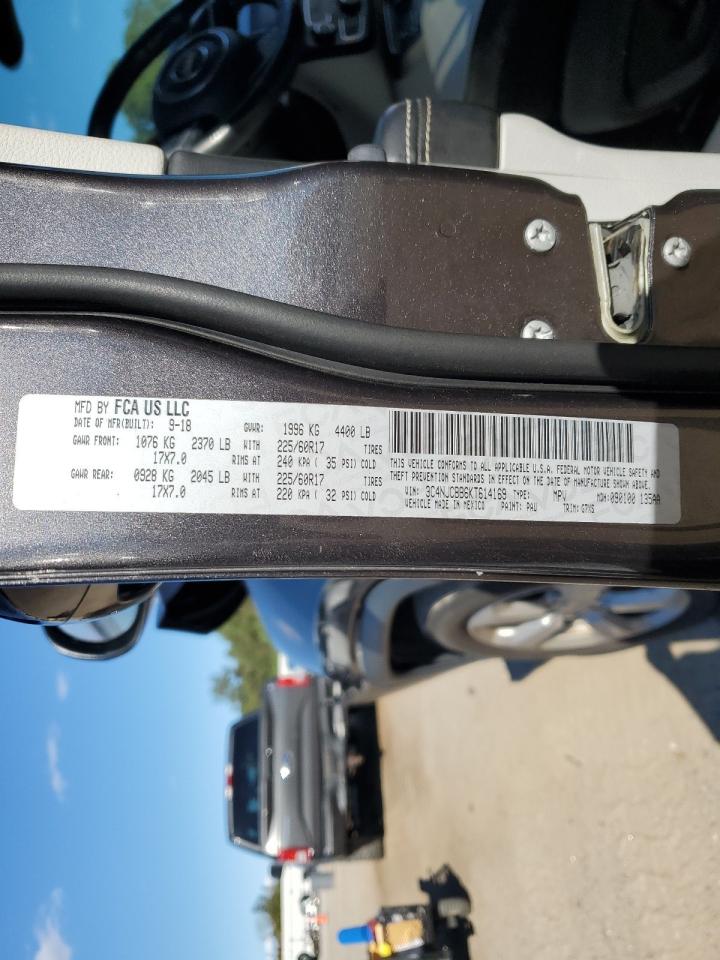 MFD BY FCA US LLC
DATE OF MFR(BUILT): 9-18 GVWR: 1996 KG 4400 LB
GAWR FRONT: 1076 KG 2370 LB WITH 225/60R17 TIRES
17X7.0 RIMS AT 240 KPA ( 35 PSI) COLD
GAWR REAR: 0928 KG 2045 LB WITH 225/60R17 TIRES
17X7.0 RIMS AT 220 KPA ( 32 PSI) COLD
THIS VEHICLE CONFORMS TO ALL APPLICABLE U.S.A. FEDERAL MOTOR VEHICLE SAFETY AND
THEFT PREVENTION STANDARDS IN EFFECT ON THE DATE OF MANUFACTURE SHOWN ABOVE.
VIN: 3C4NJCBB6KT614169 TYPE: MPV MDH: 090100 135AA
VEHICLE MADE IN MEXICO PAINT: PAU TRIM: G7X9